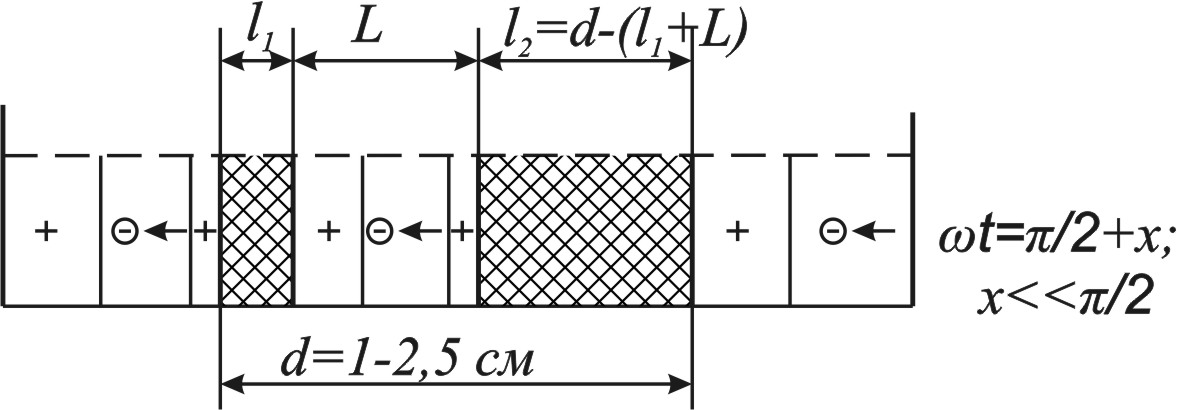 l₁ L l₂=d-(l₁+L)
+ - + + - + + -
ωt=π/2+x;
x<<π/2
d=1-2,5 см